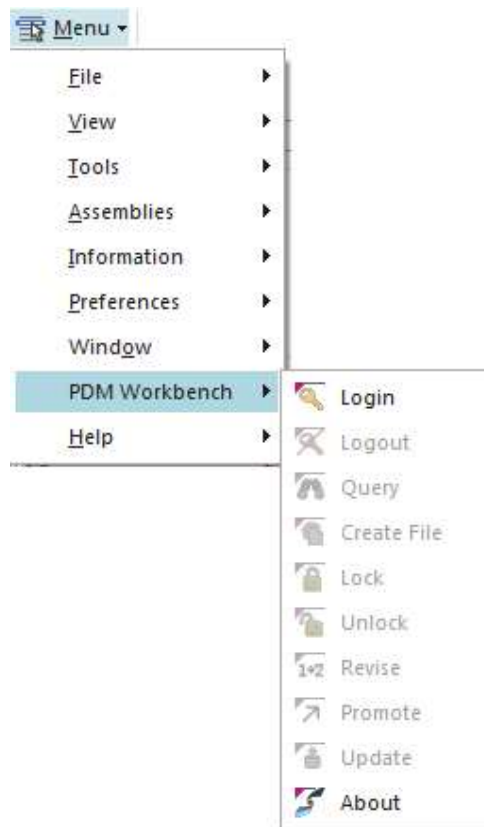 Menu
File
View
Tools
Assemblies
Information
Preferences
Window
PDM Workbench
Help
Login
Logout
Query
Create File
Lock
Unlock
1+2 Revise
Promote
Update
About